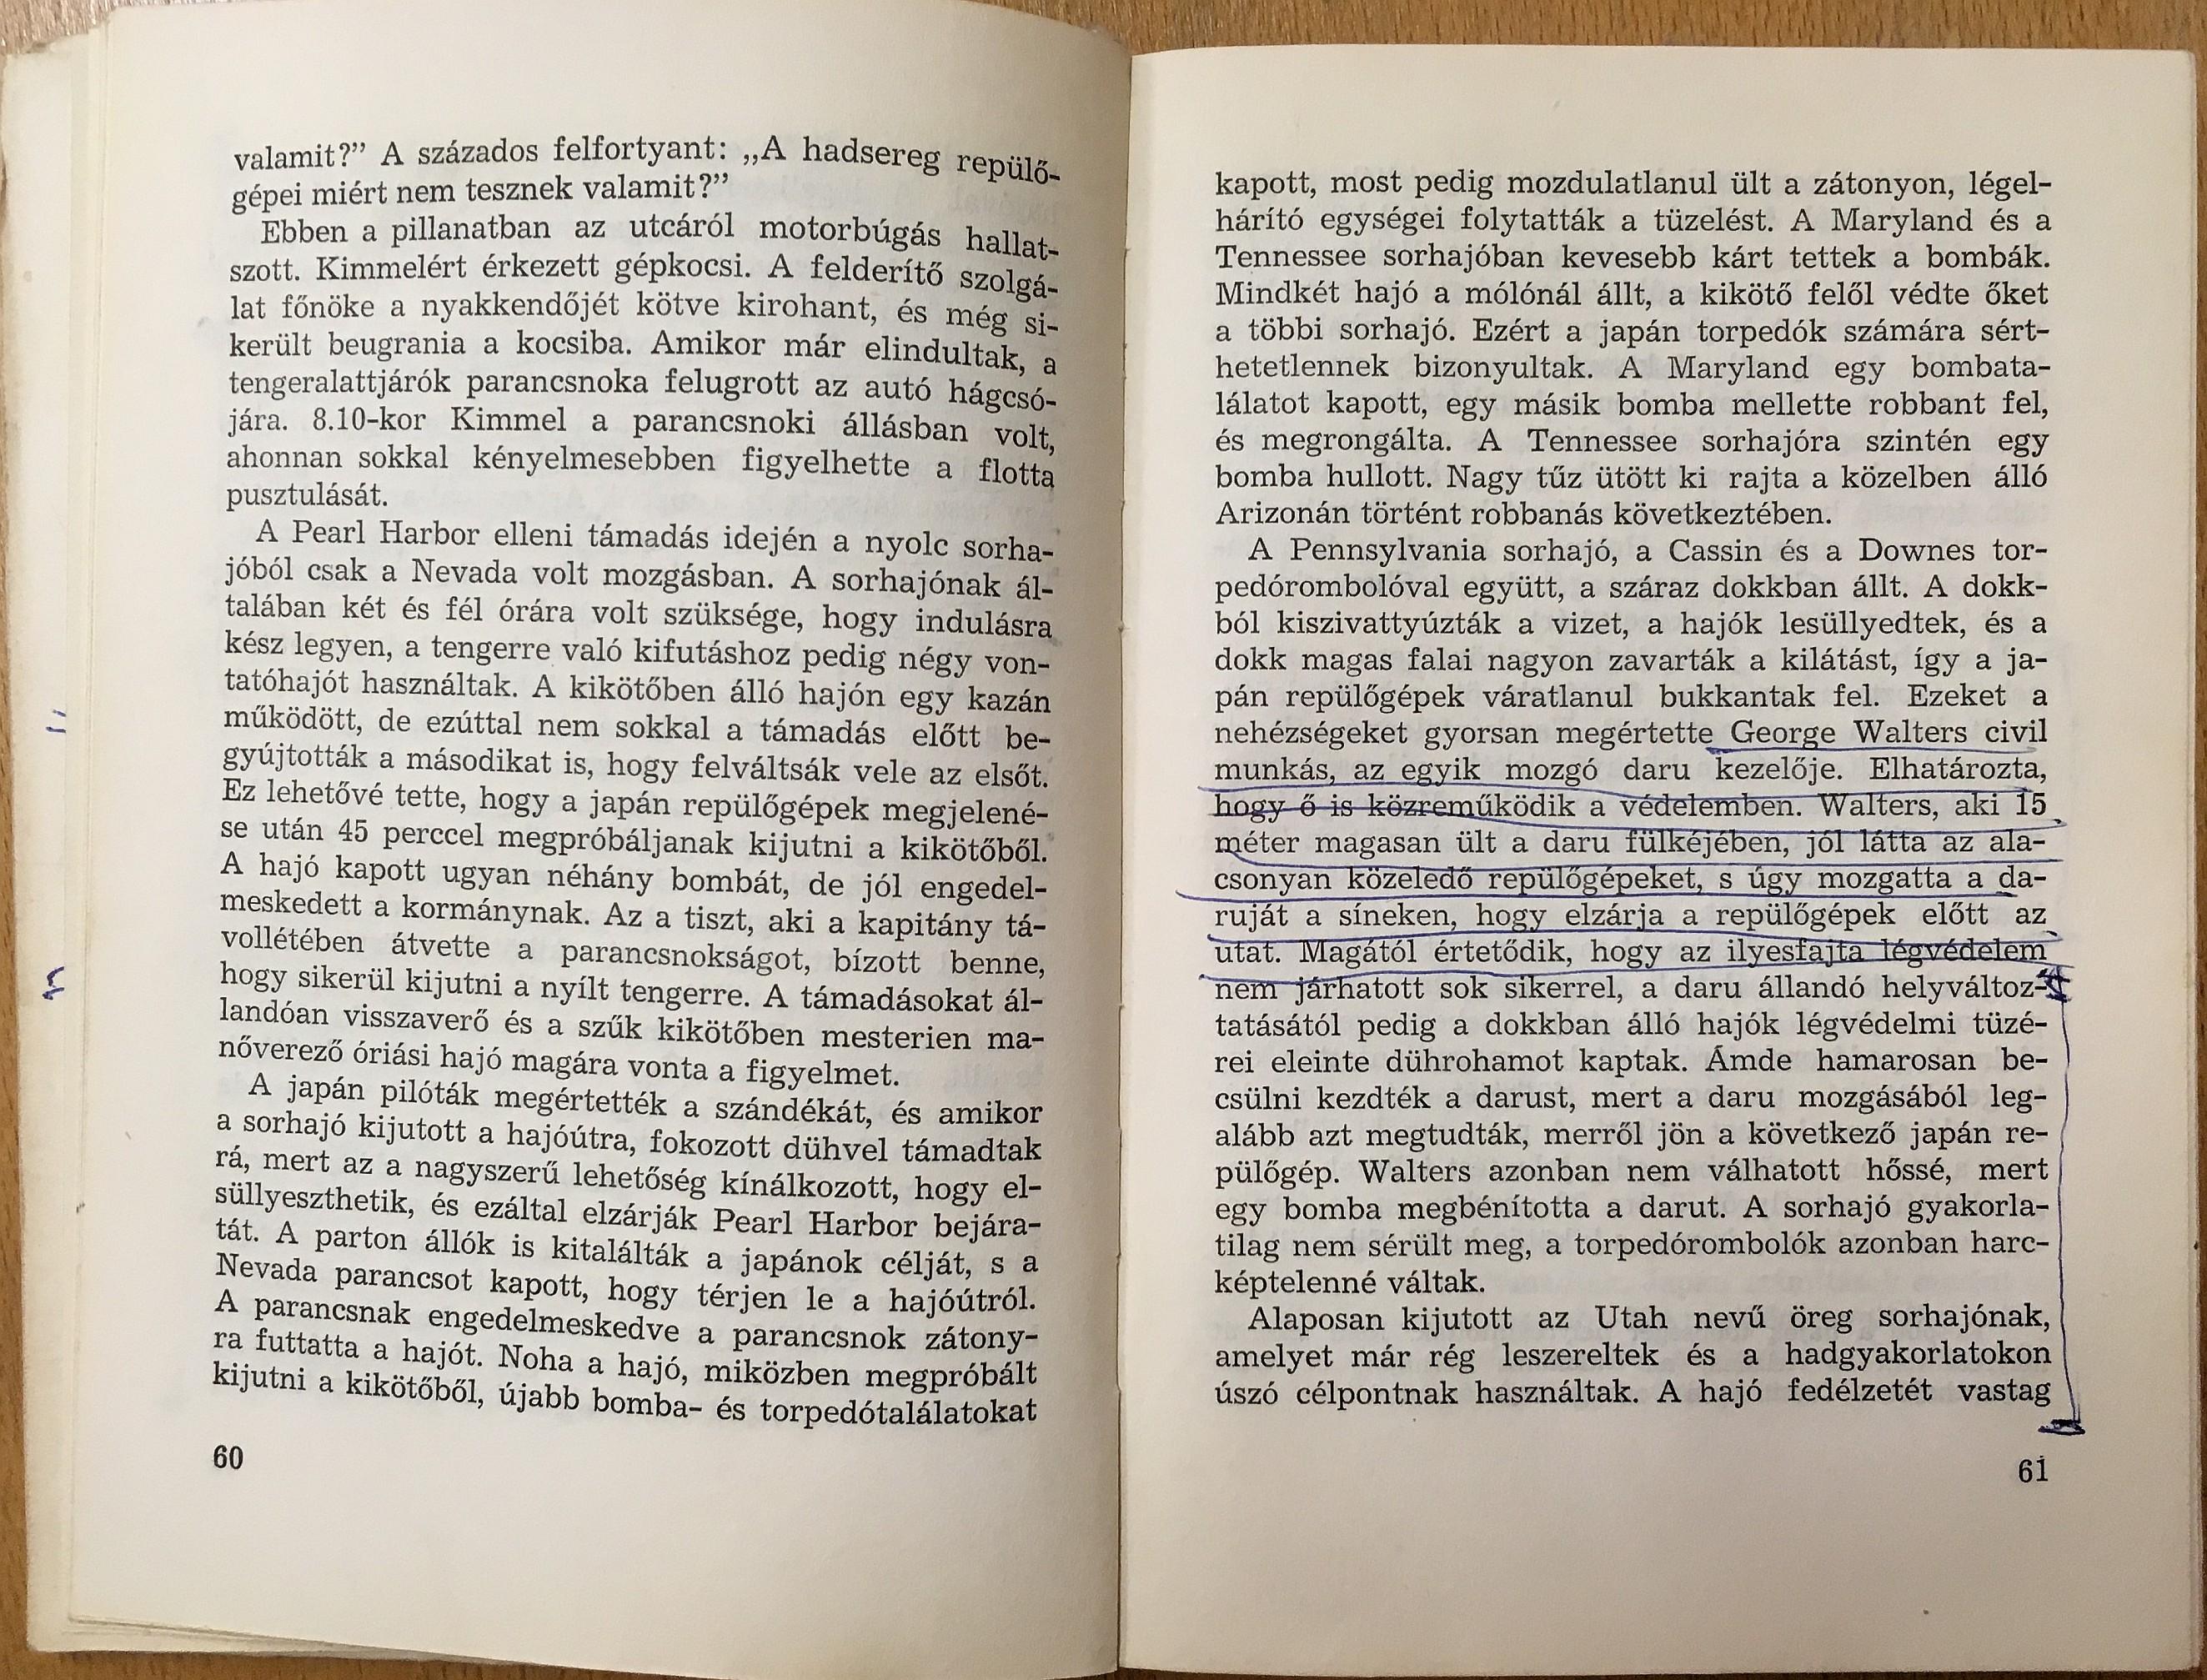 valamit?” A százados felfortyant: „A hadsereg repülő-
gépei miért nem tesznek valamit?”
Ebben a pillanatban az utcáról motorbúgás hallat-
szott. Kimmelért érkezett gépkocsi. A felderítő szolgá-
lat főnöke a nyakkendőjét kötve kirohant, és még si-
került beugrania a kocsiba. Amikor már elindultak, a
tengeralattjárók parancsnoka felugrott az autó hágcsó-
jára. 8.10-kor Kimmel a parancsnoki állásban volt,
ahonnan sokkal kényelmesebben figyelhette a flotta
pusztulását.
A Pearl Harbor elleni támadás idején a nyolc sorha-
jóból csak a Nevada volt mozgásban. A sorhajónak ál-
talában két és fél órára volt szüksége, hogy indulásra
kész legyen, a tengerre való kifutáshoz pedig négy von-
tatóhajót használtak. A kikötőben álló hajón egy kazán
működött, de ezúttal nem sokkal a támadás előtt be-
gyújtották a másodikat is, hogy felváltsák vele az elsőt.
Ez lehetővé tette, hogy a japán repülőgépek megjelené-
se után 45 perccel megpróbáljanak kijutni a kikötőből.
A hajó kapott ugyan néhány bombát, de jól engedel-
meskedett a kormánynak. Az a tiszt, aki a kapitány tá-
vollétében átvette a parancsnokságot, bízott benne,
hogy sikerül kijutni a nyílt tengerre. A támadásokat ál-
landóan visszaverő és a szűk kikötőben mesterien ma-
nőverező óriási hajó magára vonta a figyelmet.
A japán pilóták megértették a szándékát, és amikor
a sorhajó kijutott a hajóútra, fokozott dühvel támadtak
rá, mert az a nagyszerű lehetőség kínálkozott, hogy el-
süllyeszthetik, és ezáltal elzárják Pearl Harbor bejára-
tát. A parton állók is kitalálták a japánok célját, s a
Nevada parancsot kapott, hogy térjen le a hajóútról.
A parancsnak engedelmeskedve a parancsnok zátony-
ra futtatta a hajót. Noha a hajó, miközben megpróbált
kijutni a kikötőből, újabb bomba- és torpedótalálatokat
60
kapott, most pedig mozdulatlanul ült a zátonyon, légel-
hárító egységei folytatták a tüzelést. A Maryland és a
Tennessee sorhajóban kevesebb kárt tettek a bombák.
Mindkét hajó a mólónál állt, a kikötő felől védte őket
a többi sorhajó. Ezért a japán torpedók számára sért-
hetetlennek bizonyultak. A Maryland egy bombata-
lálatot kapott, egy másik bomba mellette robbant fel,
és megrongálta. A Tennessee sorhajóra szintén egy
bomba hullott. Nagy tűz ütött ki rajta a közelben álló
Arizonán történt robbanás következtében.
A Pennsylvania sorhajó, a Cassin és a Downes tor-
pedórombolóval együtt, a száraz dokkban állt. A dokk-
ból kiszivattyúzták a vizet, a hajók lesüllyedtek, és a
dokk magas falai nagyon zavarták a kilátást, így a ja-
pán repülőgépek váratlanul bukkantak fel. Ezeket a
nehézségeket gyorsan megértette George Walters civil
munkás, az egyik mozgó daru kezelője. Elhatározta,
hogy ő is közreműködik a védelemben. Walters, aki 15
méter magasan ült a daru fülkéjében, jól látta az ala-
csonyan közeledő repülőgépeket, s úgy mozgatta a da-
ruját a síneken, hogy elzárja a repülőgépek előtt az
utat. Magától értetődik, hogy az ilyesfajta légvédelem
nem járhatott sok sikerrel, a daru állandó helyváltoz-
tatásától pedig a dokkban álló hajók légvédelmi tüzé-
rei eleinte dührohamot kaptak. Ámde hamarosan be-
csülni kezdték a darust, mert a daru mozgásából leg-
alább azt megtudták, merről jön a következő japán re-
pülőgép. Walters azonban nem válhatott hőssé, mert
egy bomba megbénította a darut. A sorhajó gyakorla-
tilag nem sérült meg, a torpedórombolók azonban harc-
képtelenné váltak.
Alaposan kijutott az Utah nevű öreg sorhajónak,
amelyet már rég leszereltek és a hadgyakorlatokon
úszó célpontnak használtak. A hajó fedélzetét vastag
61